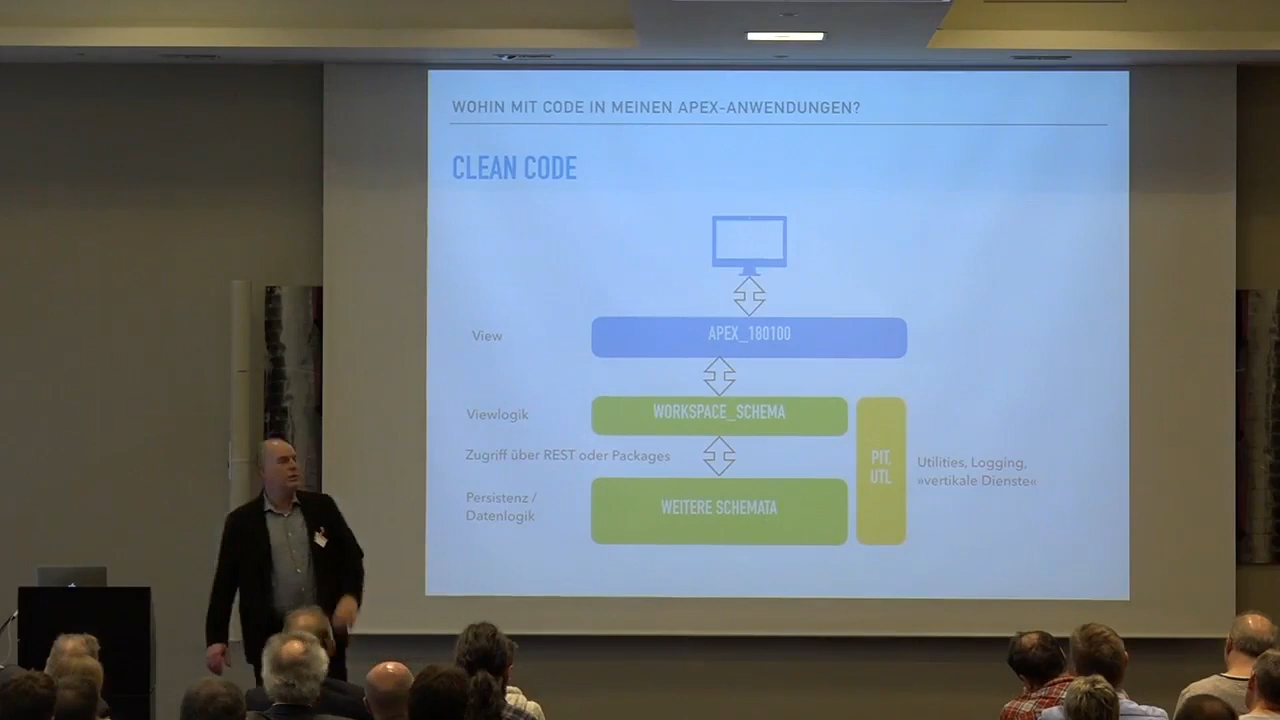 WOHIN MIT CODE IN MEINEN APEX-ANWENDUNGEN?
CLEAN CODE
View
APEX_180100
Viewlogik
WORKSPACE_SCHEMA
Zugriff über REST oder Packages
Persistenz /
Datenlogik
WEITERE SCHEMATA
PIT,
UTL
Utilities, Logging,
»vertikale Dienste«